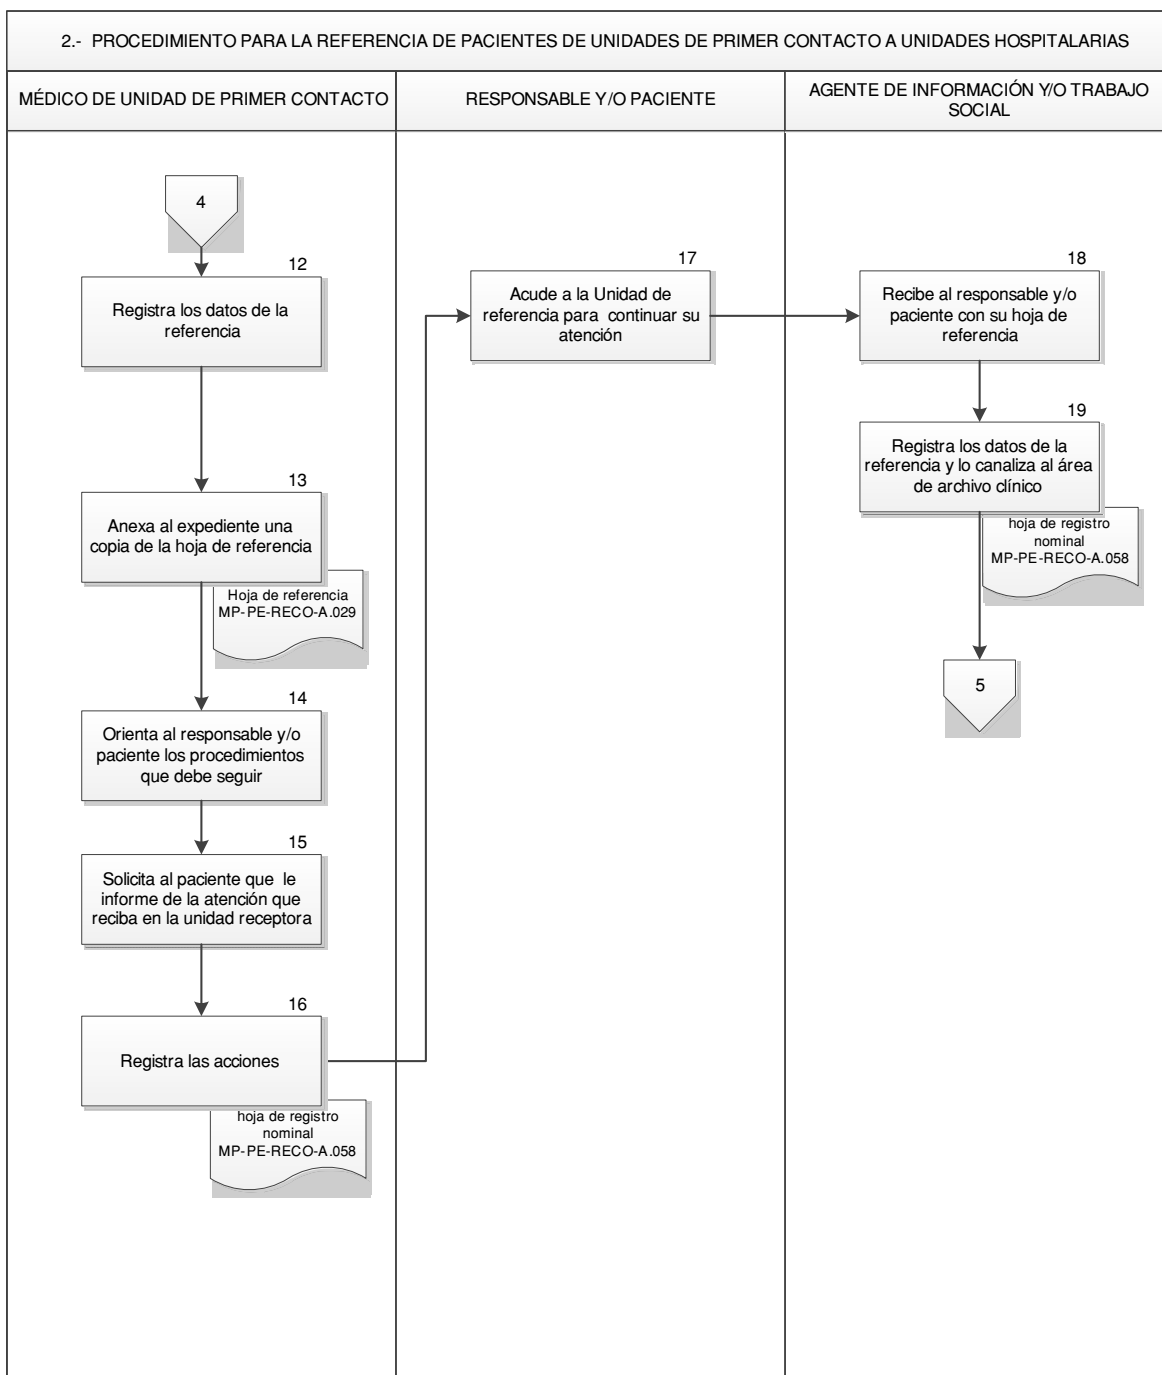 2.- PROCEDIMIENTO PARA LA REFERENCIA DE PACIENTES DE UNIDADES DE PRIMER CONTACTO A UNIDADES HOSPITALARIAS
MÉDICO DE UNIDAD DE PRIMER CONTACTO
RESPONSABLE Y/O PACIENTE
AGENTE DE INFORMACIÓN Y/O TRABAJO
SOCIAL
4
12
Registra los datos de la
referencia
13
Anexa al expediente una
copia de la hoja de referencia
Hoja de referencia
MP-PE-RECO-A.029
14
Orienta al responsable y/o
paciente los procedimientos
que debe seguir
15
Solicita al paciente que le
informe de la atención que
reciba en la unidad receptora
16
Registra las acciones
hoja de registro
nominal
MP-PE-RECO-A.058
17
Acude a la Unidad de
referencia para continuar su
atención
18
Recibe al responsable y/o
paciente con su hoja de
referencia
19
Registra los datos de la
referencia y lo canaliza al área
de archivo clínico
hoja de registro
nominal
MP-PE-RECO-A.058
5